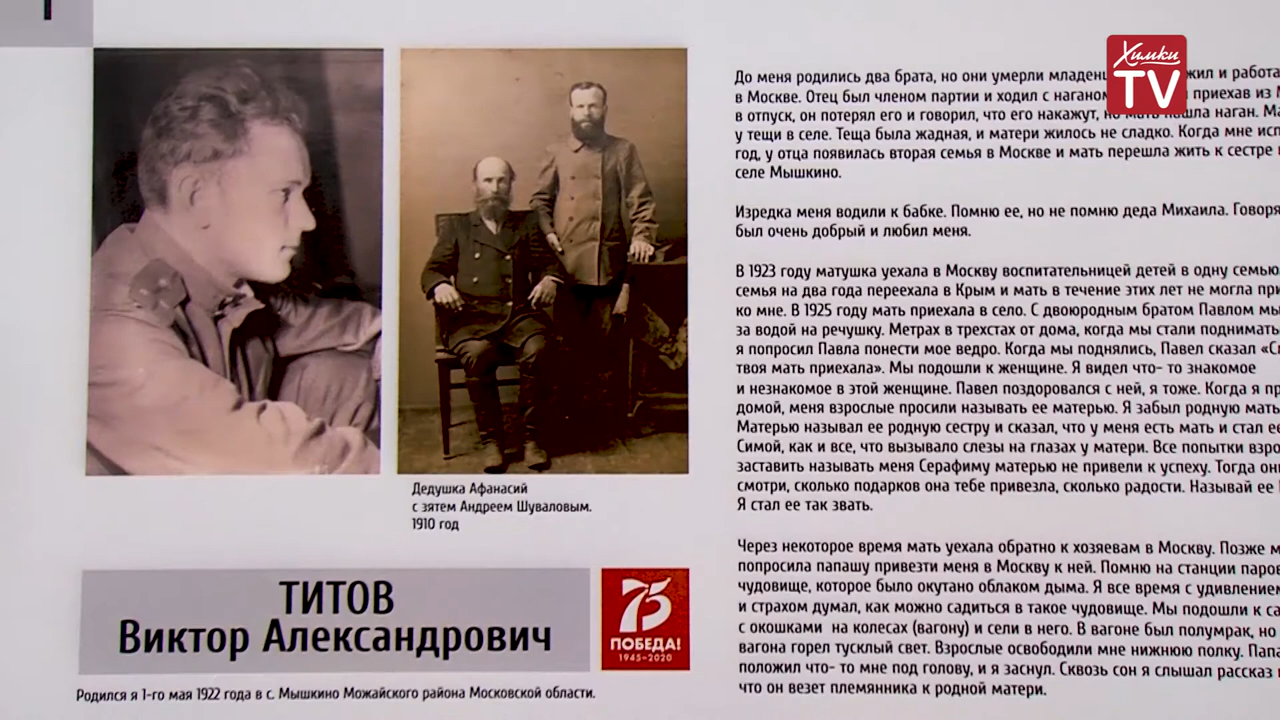 Химки
TV
До меня родились два брата, но они умерли жил и
в Москве. Отец был членом партии и ходил с приехав из
в отпуск, он потерял его и говорил, что его накажут, но мать нашла наган.
у тещи в селе. Теща была жадная, и матери жилось не сладко. Когда мне
год, у отца появилась вторая семья в Москве и мать перешла жить к сестре
селе Мышкино.
Изредка меня водили к бабке. Помню ее, но не помню деда Михаила.
был очень добрый и любил меня.
В 1923 году матушка уехала в Москву воспитательницей детей в одну семью
семья на два года переехала в Крым и мать в течение этих лет не могла
ко мне. В 1925 году мать приехала в село. С двоюродным братом Павлом
за водой на речушку. Метрах в трехстах от дома, когда мы стали
я попросил Павла понести мое ведро. Когда мы поднялись, Павел сказал
твоя мать приехала». Мы подошли к женщине. Я видел что- то знакомое
и незнакомое в этой женщине. Павел поздоровался с ней, я тоже. Когда я
домой, меня взрослые просили называть ее матерью. Я забыл родную мать
Матерью называл ее родную сестру и сказал, что у меня есть мать и стал
Симой, как и все, что вызывало слезы на глазах у матери. Все попытки
заставить называть меня Серафиму матерью не привели к успеху. Тогда
смотри, сколько подарков она тебе привезла, сколько радости. Называй ее
Я стал ее так звать.
Через некоторое время мать уехала обратно к хозяевам в Москву. Позже
попросила папашу привезти меня в Москву к ней. Помню на станции
чудовище, которое было окутано облаком дыма. Я все время с удивлением
и страхом думал, как можно садиться в такое чудовище. Мы подошли к
с окошками на колесах (вагону) и сели в него. В вагоне был полумрак, но
вагона горел тусклый свет. Взрослые освободили мне нижнюю полку.
положил что- то мне под голову, и я заснул. Сквозь сон я слышал рассказ
что он везет племянника к родной матери.
Дедушка Афанасий
с зятем Андреем Шуваловым.
1910 год
ТИТОВ
Виктор Александрович
75
ПОБЕДА!
1945-2020
Родился я 1-го мая 1922 года в с. Мышкино Можайского района Московской области.